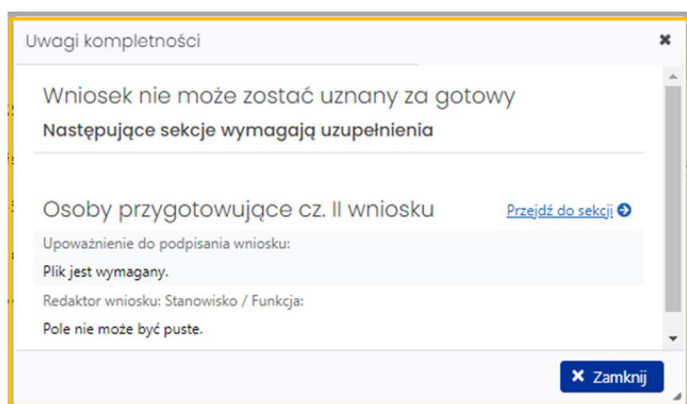 Uwagi kompletności
Wniosek nie może zostać uznany za gotowy
Następujące sekcje wymagają uzupełnienia
Osoby przygotowujące cz. II wniosku
Przejdź do sekcji
Upoważnienie do podpisania wniosku:
Plik jest wymagany.
Redaktor wniosku: Stanowisko / Funkcja:
Pole nie może być puste.
Zamknij